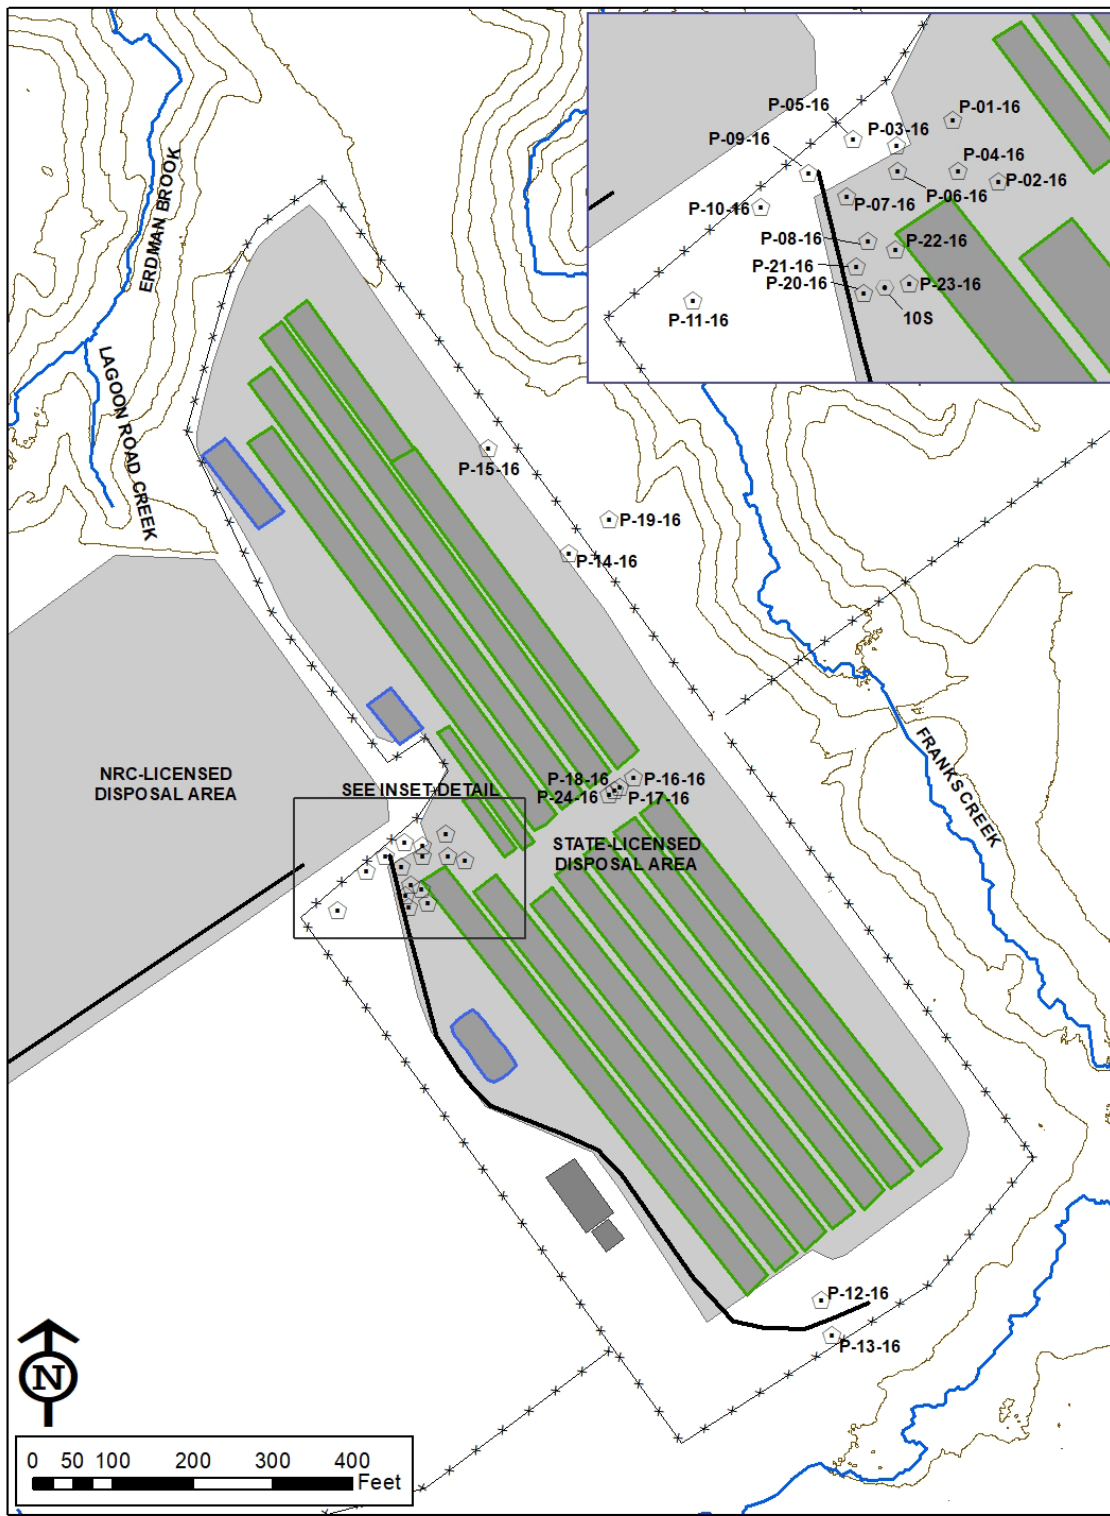 P-05-16
P-01-16
P-03-16
P-09-16
P-04-16
P-02-16
P-06-16
P-10-16
P-07-16
P-08-16
P-22-16
P-21-16
P-20-16
P-23-16
10S
P-11-16
ERDMAN BROOK
LAGOON ROAD CREEK
P-15-16
P-19-16
P-14-16
FRANKS CREEK
NRC-LICENSED
DISPOSAL AREA
P-18-16
P-16-16
P-24-16
P-17-16
SEE INSET DETAIL
STATE-LICENSED
DISPOSAL AREA
P-12-16
P-13-16
N
0 50 100 200 300 400
Feet